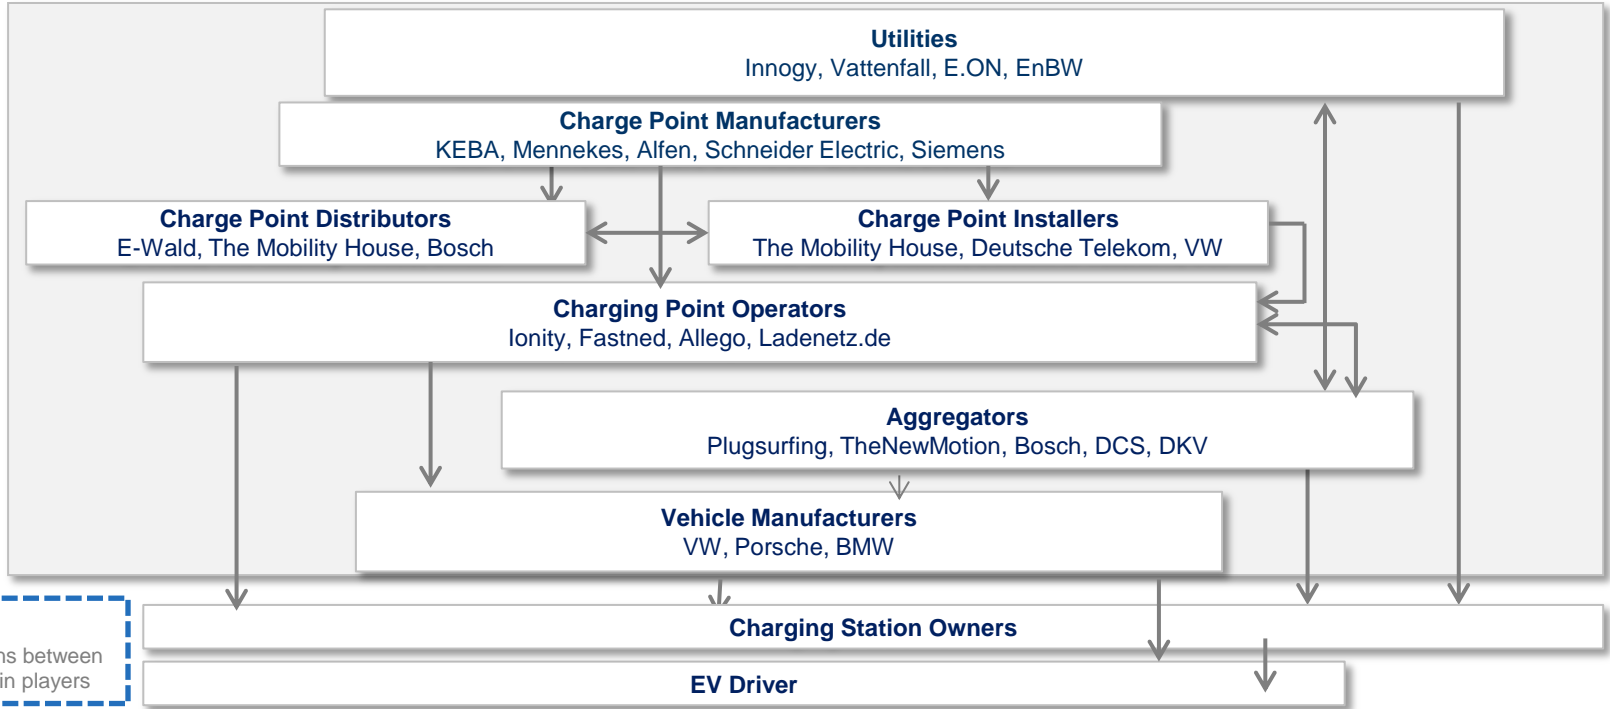 Utilities
Innogy, Vattenfall, E.ON, EnBW
Charge Point Manufacturers
KEBA, Mennekes, Alfen, Schneider Electric, Siemens
Charge Point Distributors
E-Wald, The Mobility House, Bosch
Charge Point Installers
The Mobility House, Deutsche Telekom, VW
Charging Point Operators
Ionity, Fastned, Allego, Ladenetz.de
Aggregators
Plugsurfing, TheNewMotion, Bosch, DCS, DKV
Vehicle Manufacturers
VW, Porsche, BMW
Charging Station Owners
between
players
EV Driver